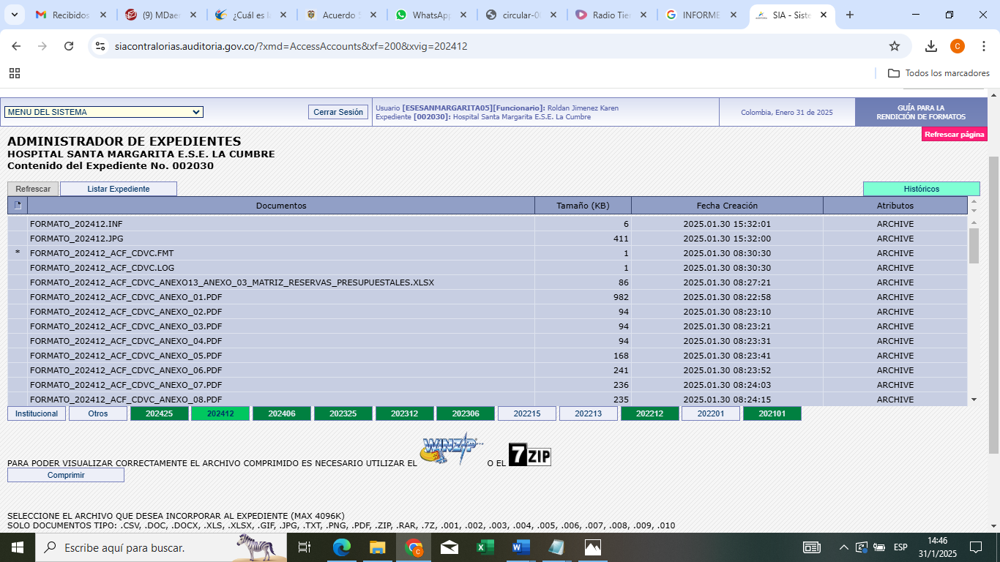 Recibidos
(9) MDae
¿Cuál es l
Acuerdo 5
WhatsApp
circular-0
Radio Tie
INFORME
SIA - Siste
siacontralorias.auditoria.gov.co/?xmd=AccessAccounts&xf=200&xvig=202412
C
Todos los marcadores
MENU DEL SISTEMA
Cerrar Sesión
Usuario [ESESANMARGARITA05][Funcionario]: Roldan Jimenez Karen
Expediente [002030]: Hospital Santa Margarita E.S.E. La Cumbre
Colombia, Enero 31 de 2025
GUÍA PARA LA
RENDICIÓN DE FORMATOS
Refrescar página
ADMINISTRADOR DE EXPEDIENTES
HOSPITAL SANTA MARGARITA E.S.E. LA CUMBRE
Contenido del Expediente No. 002030
Refrescar Listar Expediente Históricos
Documentos Tamaño (KB) Fecha Creación Atributos
FORMATO_202412.INF 6 2025.01.30 15:32:01 ARCHIVE
FORMATO_202412.JPG 411 2025.01.30 15:32:00 ARCHIVE
* FORMATO_202412_ACF_CDVC.FMT 1 2025.01.30 08:30:30 ARCHIVE
FORMATO_202412_ACF_CDVC.LOG 1 2025.01.30 08:30:30 ARCHIVE
FORMATO_202412_ACF_CDVC_ANEXO13_ANEXO_03_MATRIZ_RESERVAS_PRESUPUESTALES.XLSX 86 2025.01.30 08:27:21 ARCHIVE
FORMATO_202412_ACF_CDVC_ANEXO_01.PDF 982 2025.01.30 08:22:58 ARCHIVE
FORMATO_202412_ACF_CDVC_ANEXO_02.PDF 94 2025.01.30 08:23:10 ARCHIVE
FORMATO_202412_ACF_CDVC_ANEXO_03.PDF 94 2025.01.30 08:23:21 ARCHIVE
FORMATO_202412_ACF_CDVC_ANEXO_04.PDF 94 2025.01.30 08:23:31 ARCHIVE
FORMATO_202412_ACF_CDVC_ANEXO_05.PDF 168 2025.01.30 08:23:41 ARCHIVE
FORMATO_202412_ACF_CDVC_ANEXO_06.PDF 241 2025.01.30 08:23:52 ARCHIVE
FORMATO_202412_ACF_CDVC_ANEXO_07.PDF 236 2025.01.30 08:24:03 ARCHIVE
FORMATO_202412_ACF_CDVC_ANEXO_08.PDF 235 2025.01.30 08:24:15 ARCHIVE
Institucional Otros 202425 202412 202406 202325 202312 202306 202215 202213 202212 202201 202101
PARA PODER VISUALIZAR CORRECTAMENTE EL ARCHIVO COMPRIMIDO ES NECESARIO UTILIZAR EL WINZIP O EL 7ZIP
Comprimir
SELECCIONE EL ARCHIVO QUE DESEA INCORPORAR AL EXPEDIENTE (MAX 4096K)
SOLO DOCUMENTOS TIPO: .CSV, .DOC, .DOCX, .XLS, .XLSX, .GIF, .JPG, .TXT, .PNG, .PDF, .ZIP, .RAR, .7Z, .001, .002, .003, .004, .005, .006, .007, .008, .009, .010
Escribe aquí para buscar.
ESP
14:46
31/1/2025